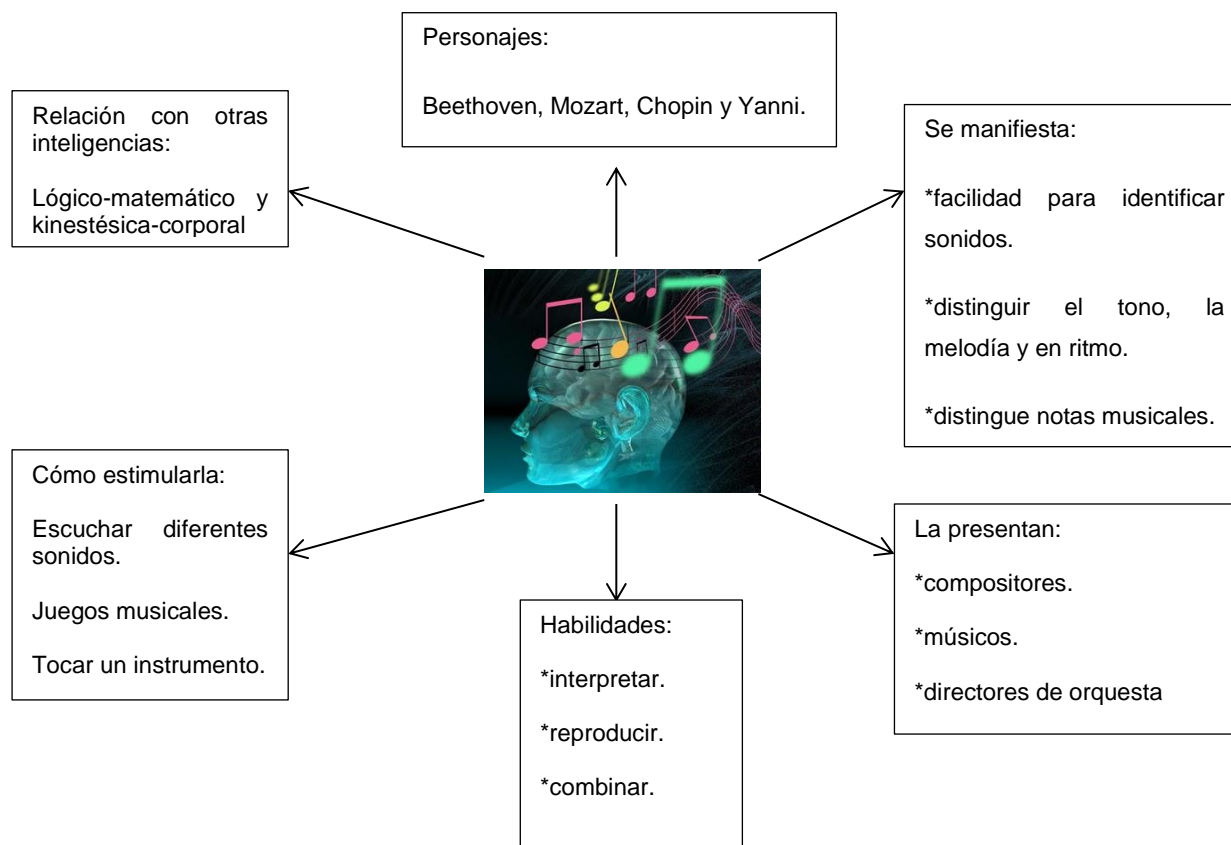 Personajes:
Beethoven, Mozart, Chopin y Yanni.
Relación con otras
inteligencias:
Lógico-matemático y
kinestésica-corporal
Se manifiesta:
*facilidad para identificar
sonidos.
*distinguir el tono, la
melodía y en ritmo.
*distingue notas musicales.
Cómo estimularla:
Escuchar diferentes
sonidos.
Juegos musicales.
Tocar un instrumento.
Habilidades:
*interpretar.
*reproducir.
*combinar.
La presentan:
*compositores.
*músicos.
*directores de orquesta